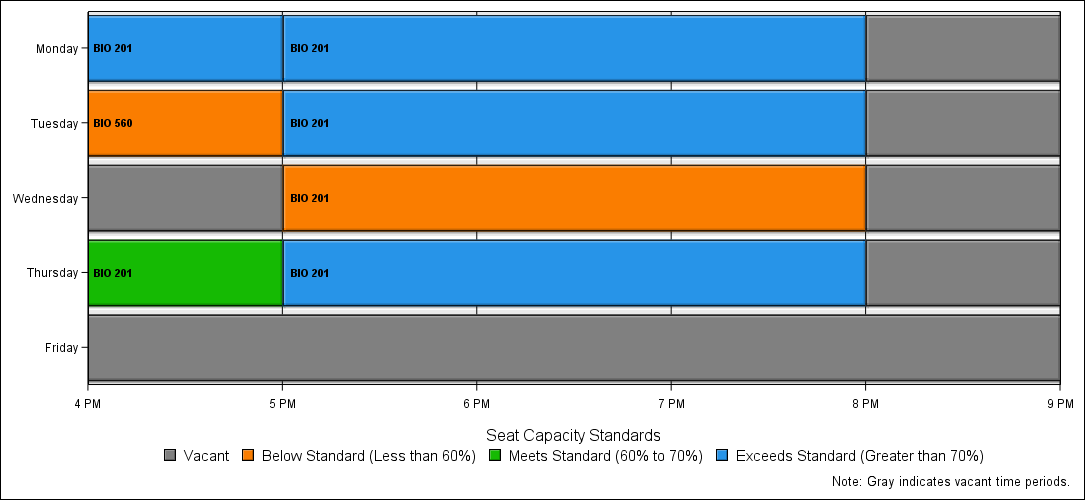 Monday BIO 201 BIO 201
Tuesday BIO 560 BIO 201
Wednesday BIO 201
Thursday BIO 201 BIO 201
Friday
4 PM 5 PM 6 PM 7 PM 8 PM 9 PM
Seat Capacity Standards
Vacant Below Standard (Less than 60%) Meets Standard (60% to 70%) Exceeds Standard (Greater than 70%)
Note: Gray indicates vacant time periods.